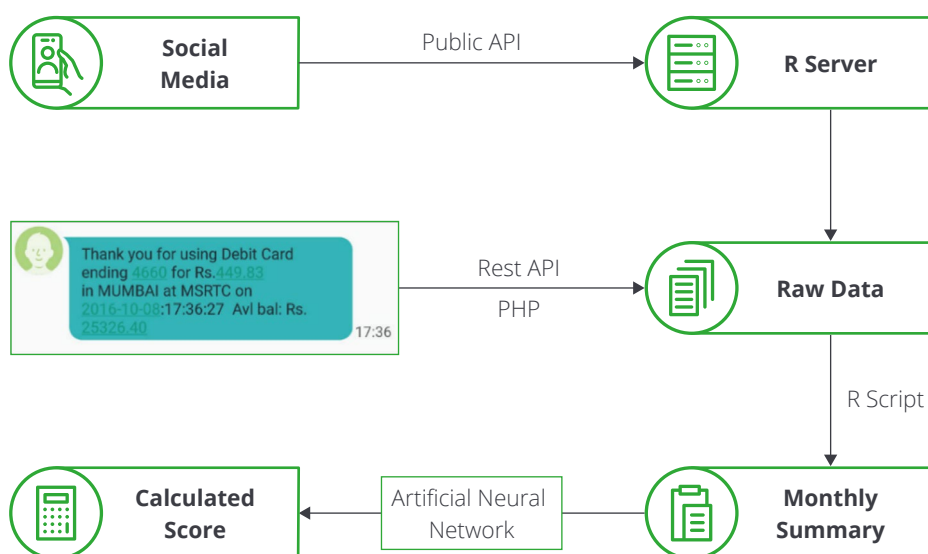 Social
Media
Public API
R Server
Thank you for using Debit Card
ending 4660 for Rs.449.83
in MUMBAI at MSRTC on
2016-10-08:17:36:27 Avl bal: Rs.
25326.40
17:36
Rest API
PHP
Raw Data
R Script
Calculated
Score
Artificial Neural
Network
Monthly
Summary